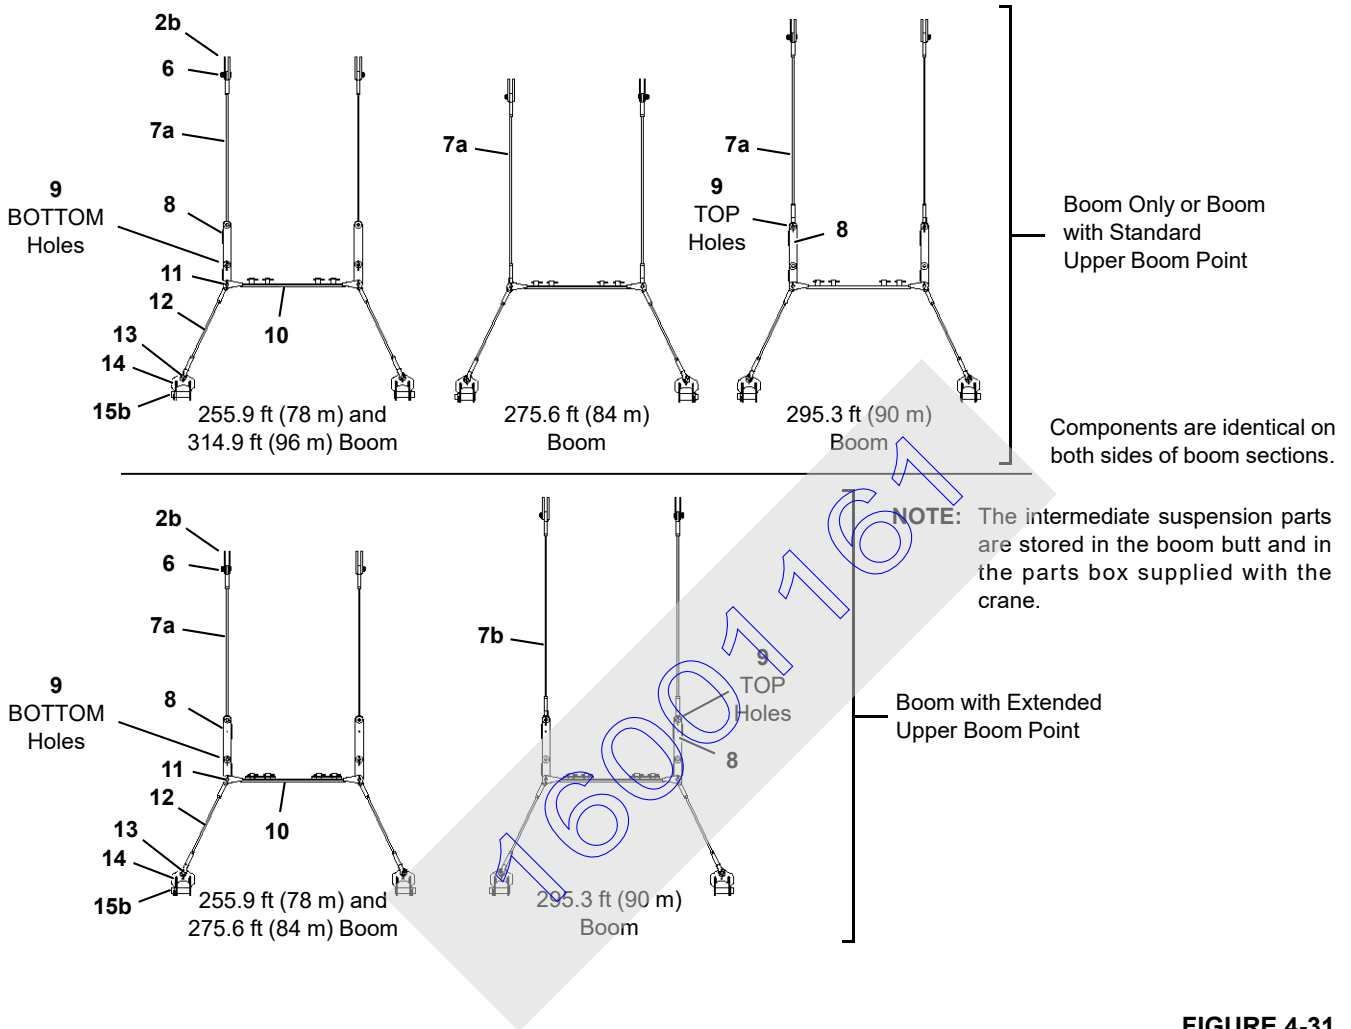 2b
6
7a
9
BOTTOM
Holes
8
11
12
13
14
15b
10
255.9 ft (78 m) and
314.9 ft (96 m) Boom
7a
275.6 ft (84 m)
Boom
7a
9
TOP
Holes
8
295.3 ft (90 m)
Boom
Boom Only or Boom
with Standard
Upper Boom Point
Components are identical on
both sides of boom sections.
NOTE: The intermediate suspension parts
are stored in the boom butt and in
the parts box supplied with the
crane.
2b
6
7a
9
BOTTOM
Holes
8
11
12
13
14
15b
10
255.9 ft (78 m) and
275.6 ft (84 m) Boom
7b
9
TOP
Holes
8
295.3 ft (90 m)
Boom
Boom with Extended
Upper Boom Point
16001161
FIGURE 4-31